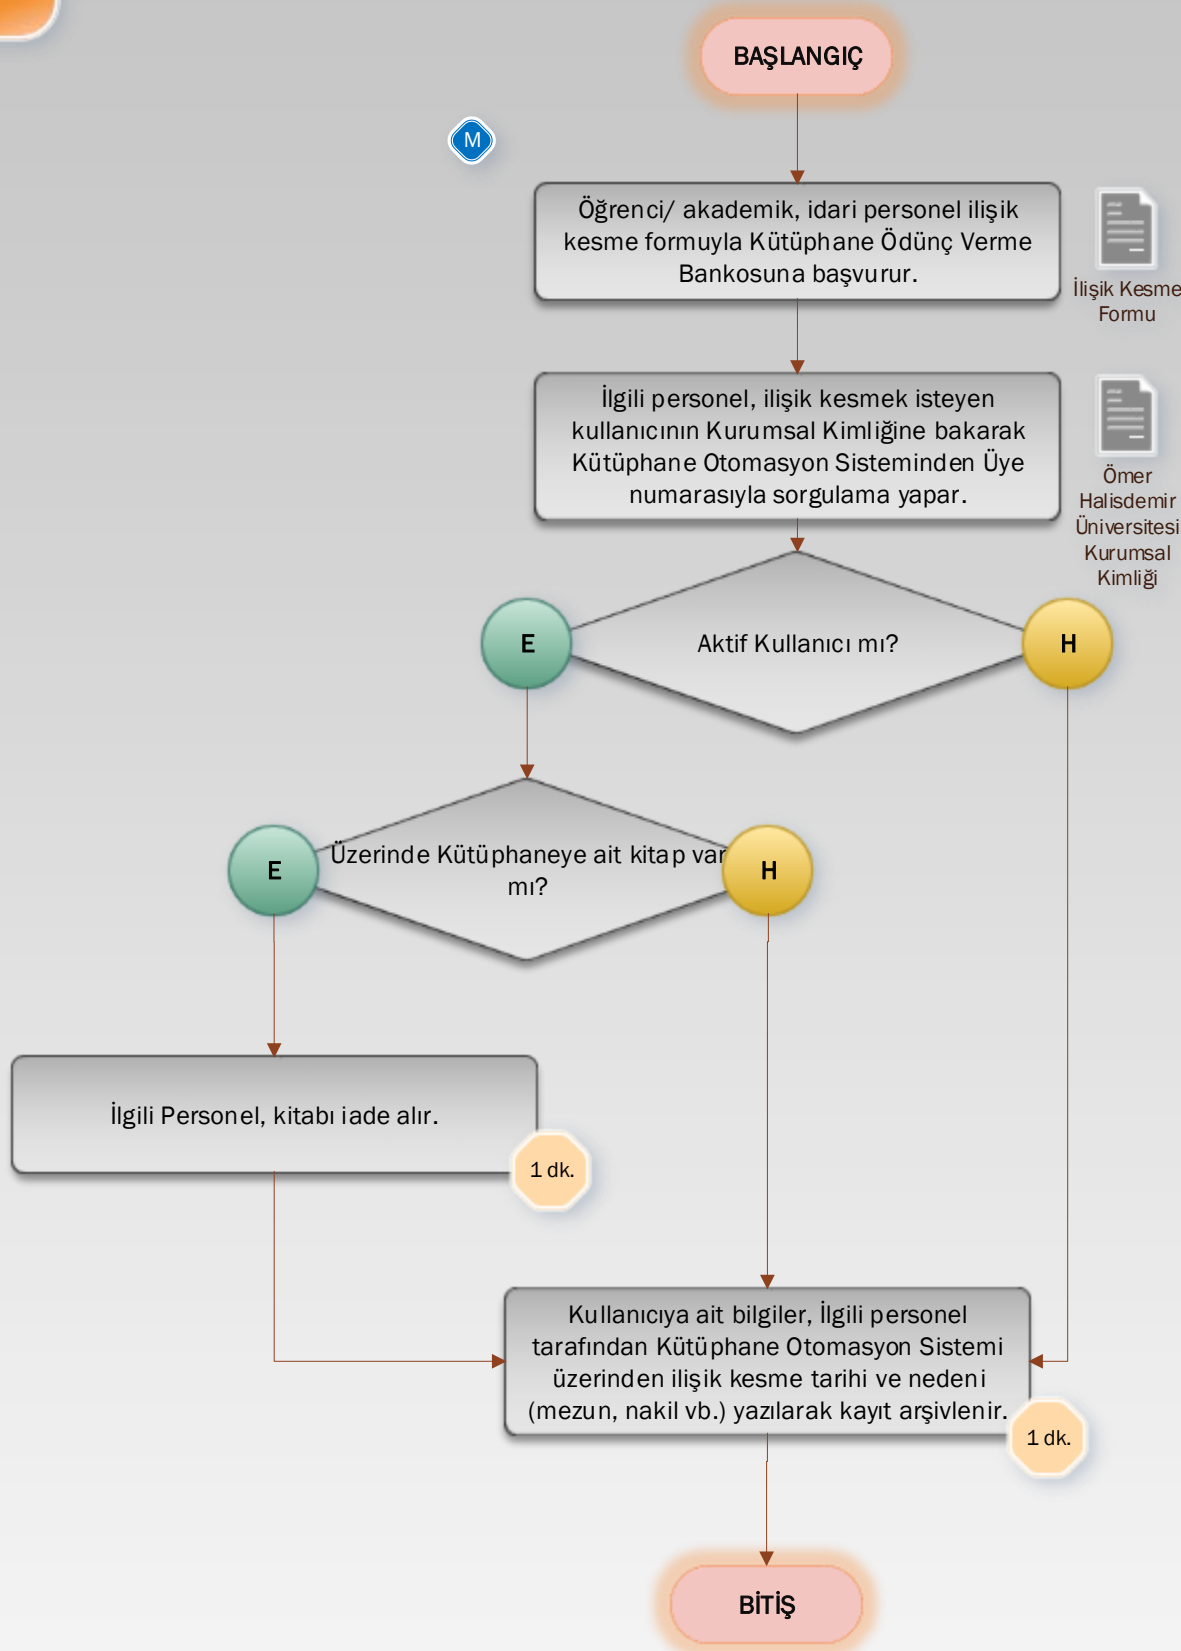 BAŞLANGIÇ
M
Öğrenci/ akademik, idari personel ilişik
kesme formuyla Kütüphane Ödünç Verme
Bankosuna başvurur.
İlişik Kesme
Formu
İlgili personel, ilişik kesmek isteyen
kullanıcının Kurumsal Kimliğine bakarak
Kütüphane Otomasyon Sisteminden Üye
numarasıyla sorgulama yapar.
Ömer
Halisdemir
Üniversitesi
Kurumsal
Kimliği
E
Aktif Kullanıcı mı?
H
E
Üzerinde Kütüphaneye ait kitap var
mı?
H
İlgili Personel, kitabı iade alır.
1 dk.
Kullanıcıya ait bilgiler, İlgili personel
tarafından Kütüphane Otomasyon Sistemi
üzerinden ilişik kesme tarihi ve nedeni
(mezun, nakil vb.) yazılarak kayıt arşivlenir.
1 dk.
BİTİŞ